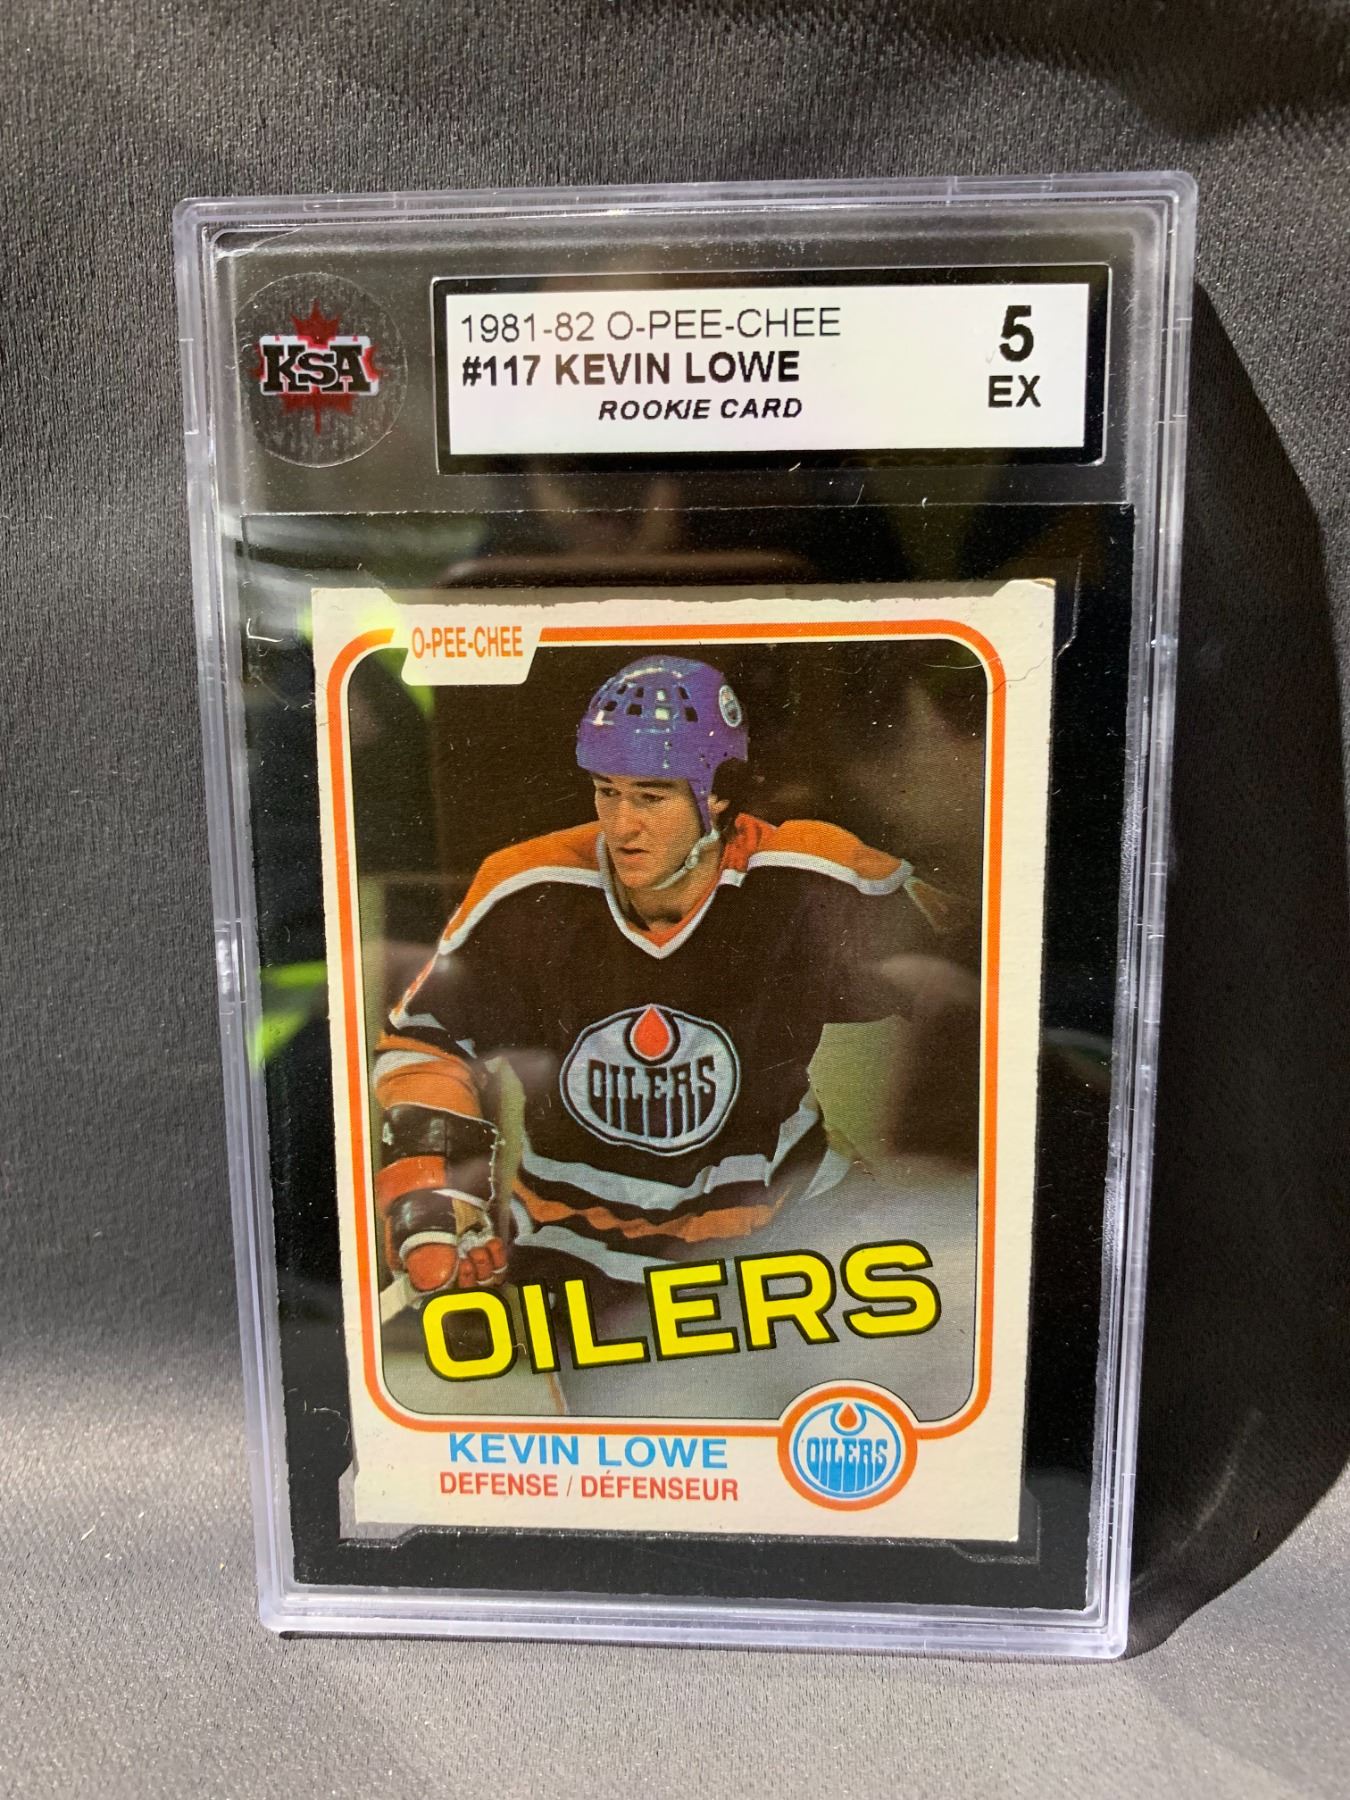 KSA
1981-82 O-PEE-CHEE
#117 KEVIN LOWE
ROOKIE CARD
5
EX
O-PEE-CHEE
4
OILERS
OILERS
KEVIN LOWE
DEFENSE / DÉFENSEUR
OILERS